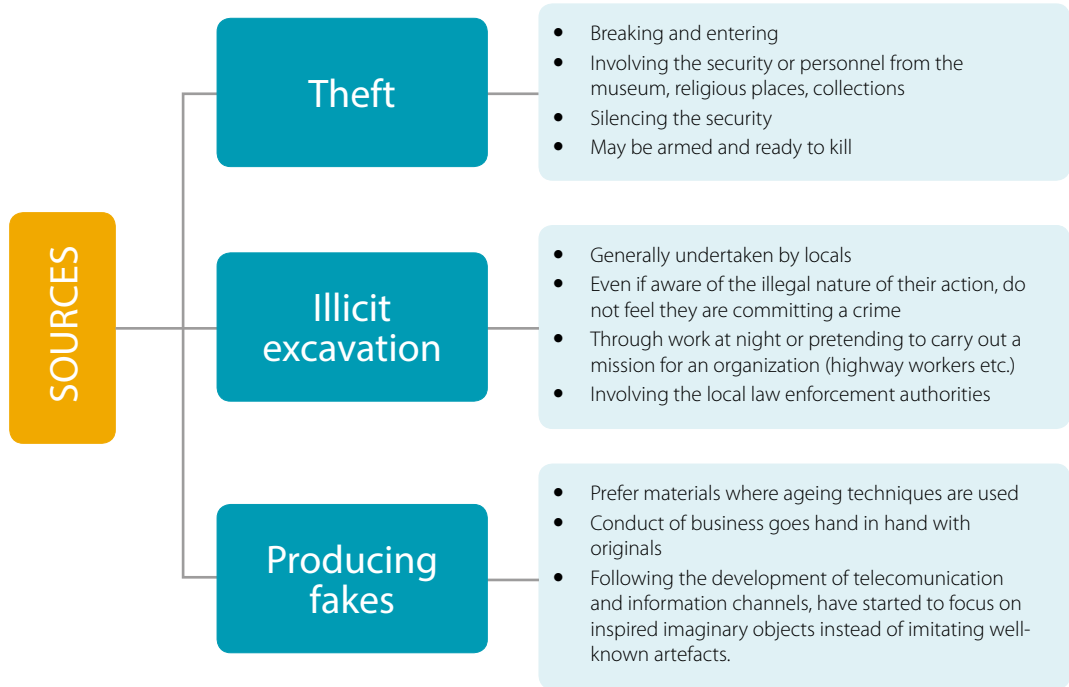 SOURCES
Theft
• Breaking and entering
• Involving the security or personnel from the
museum, religious places, collections
• Silencing the security
• May be armed and ready to kill
Illicit
excavation
• Generally undertaken by locals
• Even if aware of the illegal nature of their action, do
not feel they are committing a crime
• Through work at night or pretending to carry out a
mission for an organization (highway workers etc.)
• Involving the local law enforcement authorities
Producing
fakes
• Prefer materials where ageing techniques are used
• Conduct of business goes hand in hand with
originals
• Following the development of telecomunication
and information channels, have started to focus on
inspired imaginary objects instead of imitating well-
known artefacts.